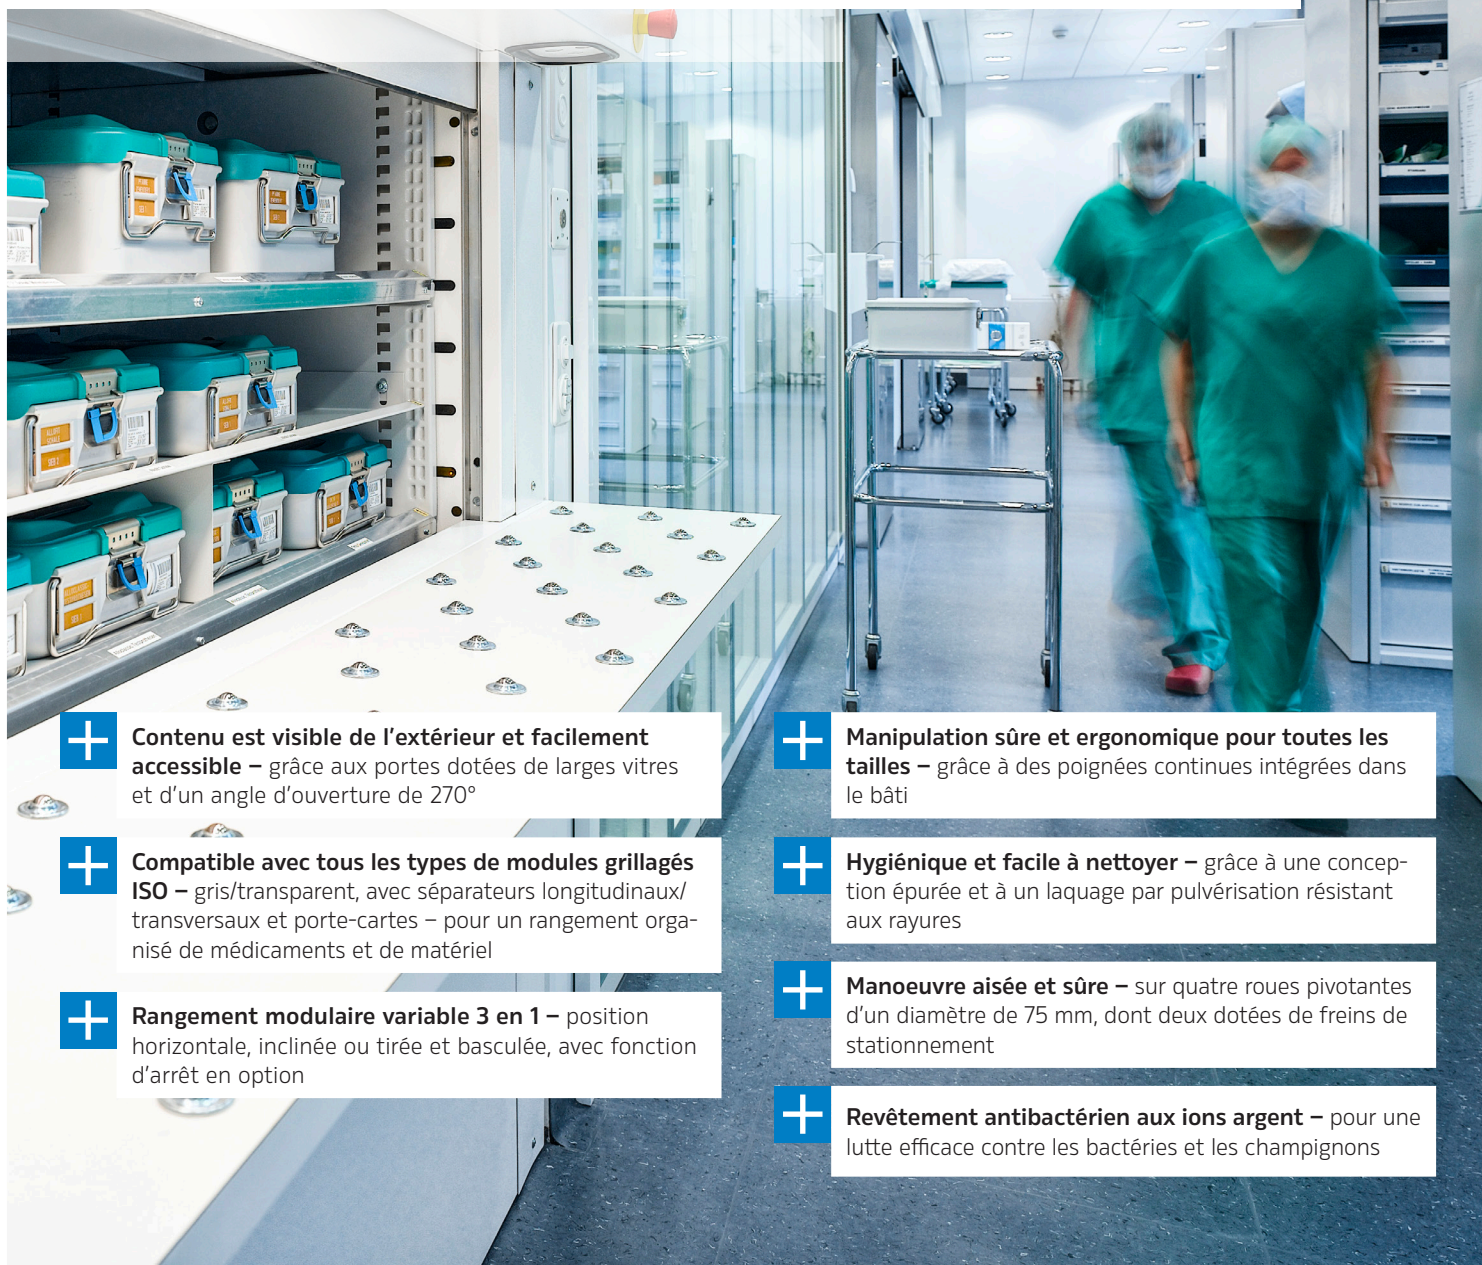 Contenu est visible de l'extérieur et facilement
accessible – grâce aux portes dotées de larges vitres
et d'un angle d'ouverture de 270°
Compatible avec tous les types de modules grillagés
ISO – gris/transparent, avec séparateurs longitudinaux/
transversaux et porte-cartes – pour un rangement orga-
nisé de médicaments et de matériel
Rangement modulaire variable 3 en 1 – position
horizontale, inclinée ou tirée et basculée, avec fonction
d'arrêt en option
Manipulation sûre et ergonomique pour toutes les
tailles – grâce à des poignées continues intégrées dans
le bâti
Hygiénique et facile à nettoyer – grâce à une concep-
tion épurée et à un laquage par pulvérisation résistant
aux rayures
Manoeuvre aisée et sûre – sur quatre roues pivotantes
d'un diamètre de 75 mm, dont deux dotées de freins de
stationnement
Revêtement antibactérien aux ions argent – pour une
lutte efficace contre les bactéries et les champignons